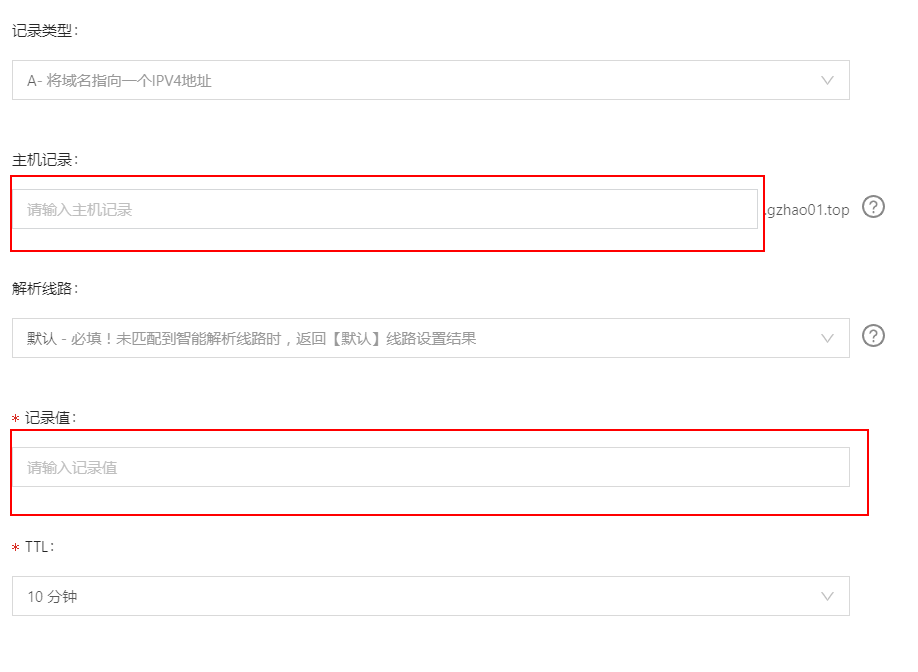 记录类型：
A- 将域名指向一个IPV4地址
主机记录：
请输入主机记录 .gzhao01.top ?
解析线路：
默认 - 必填！未匹配到智能解析线路时，返回【默认】线路设置结果 ?
* 记录值：
请输入记录值
* TTL：
10 分钟